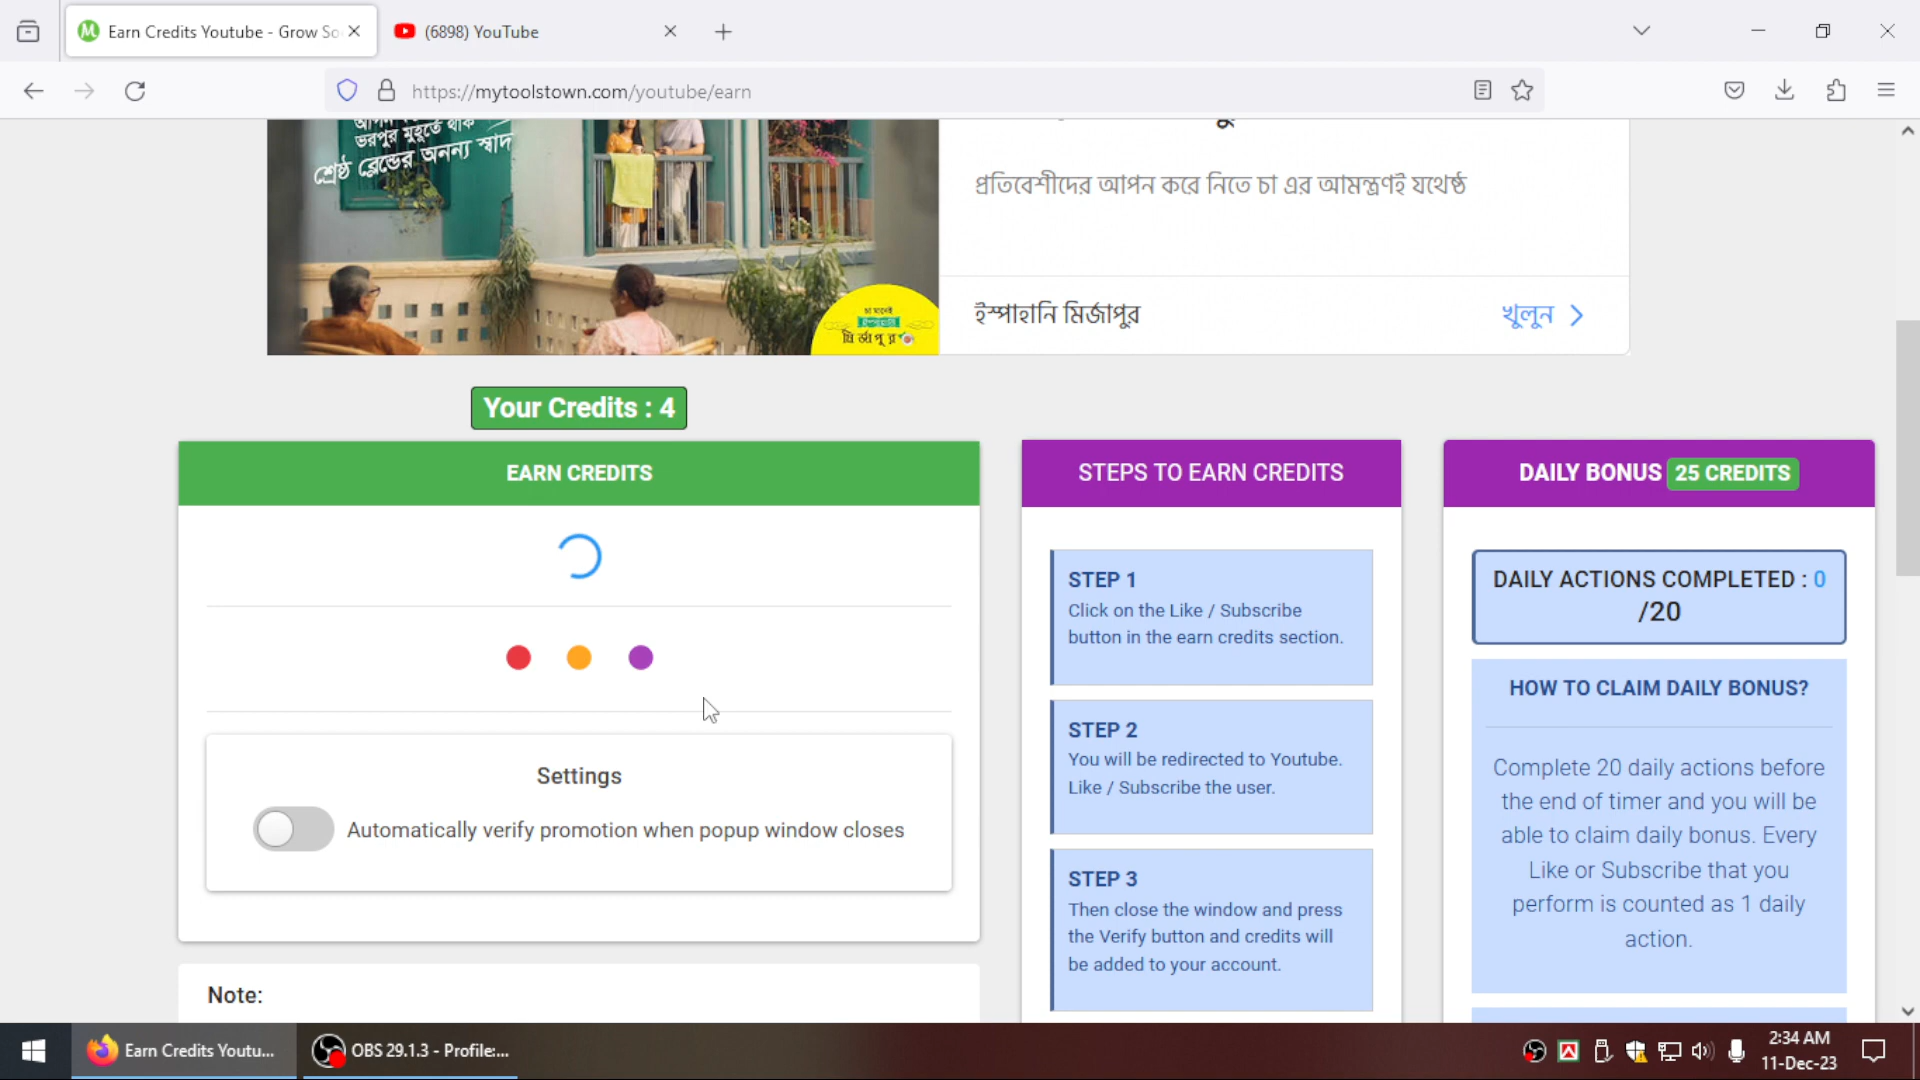 Earn Credits Youtube - Grow So
(6898) YouTube
https://mytoolstown.com/youtube/earn
ভরপুর মুহূর্তে থাক
শ্রেষ্ঠ ব্লেন্ডের অনন্য স্বাদ
প্রতিবেশীদের আপন করে নিতে চা এর আমন্ত্রণই যথেষ্ঠ
চা মানেই
ইস্পাহানি
মির্জাপুর
ইস্পাহানি মির্জাপুর
খুলুন
Your Credits : 4
EARN CREDITS
Settings
Automatically verify promotion when popup window closes
Note:
STEPS TO EARN CREDITS
STEP 1
Click on the Like / Subscribe
button in the earn credits section.
STEP 2
You will be redirected to Youtube.
Like / Subscribe the user.
STEP 3
Then close the window and press
the Verify button and credits will
be added to your account.
DAILY BONUS 25 CREDITS
DAILY ACTIONS COMPLETED : 0
/20
HOW TO CLAIM DAILY BONUS?
Complete 20 daily actions before
the end of timer and you will be
able to claim daily bonus. Every
Like or Subscribe that you
perform is counted as 1 daily
action.
Earn Credits Youtu...
OBS 29.1.3 - Profile:...
2:34 AM
11-Dec-23